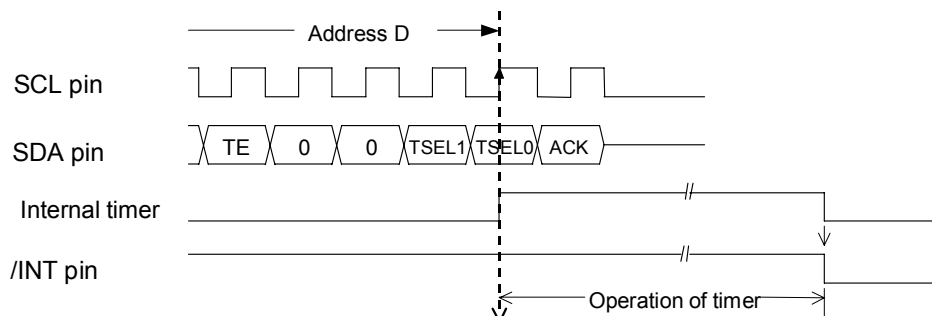 Address D
SCL pin
SDA pin TE 0 0 TSEL1 TSEL0 ACK
Internal timer
/INT pin
Operation of timer